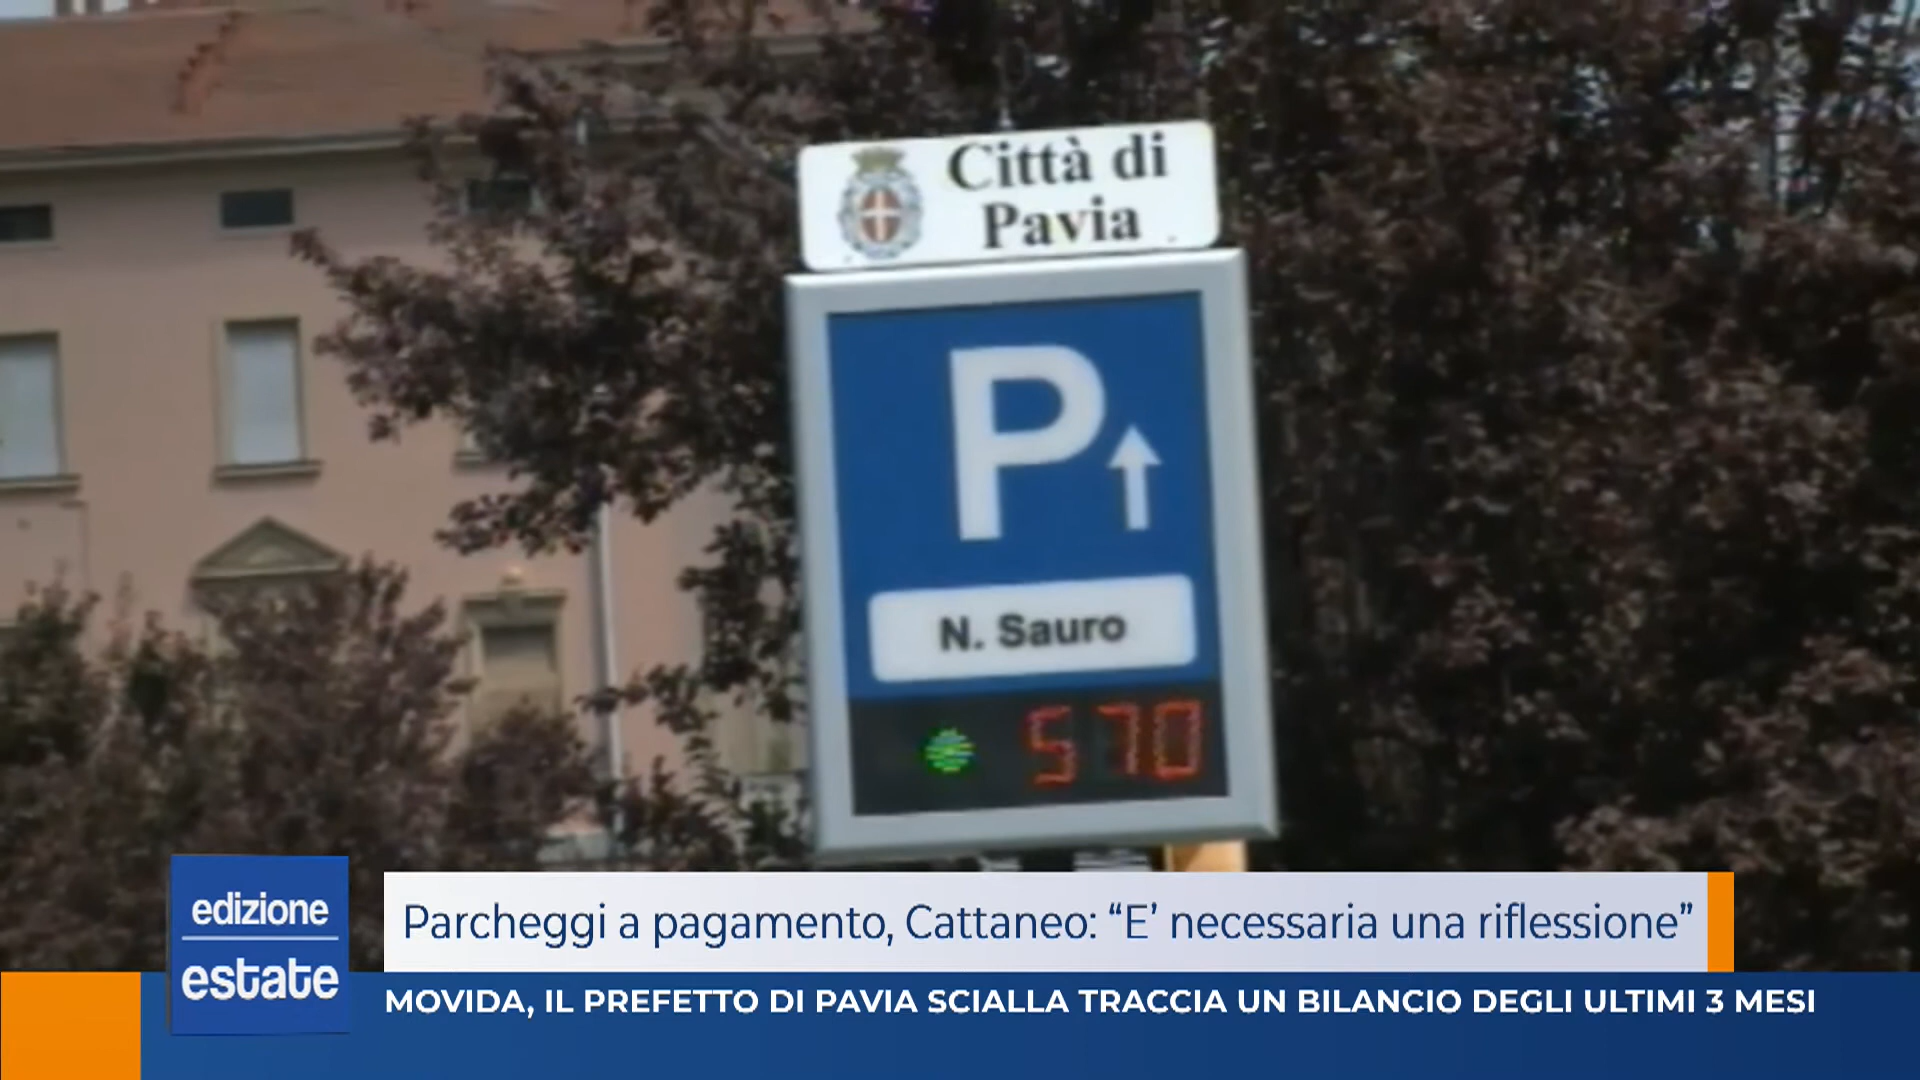 Città di
Pavia
P
N. Sauro
570
edizione
estate
Parcheggi a pagamento, Cattaneo: “E’ necessaria una riflessione”
MOVIDA, IL PREFETTO DI PAVIA SCIALLA TRACCIA UN BILANCIO DEGLI ULTIMI 3 MESI